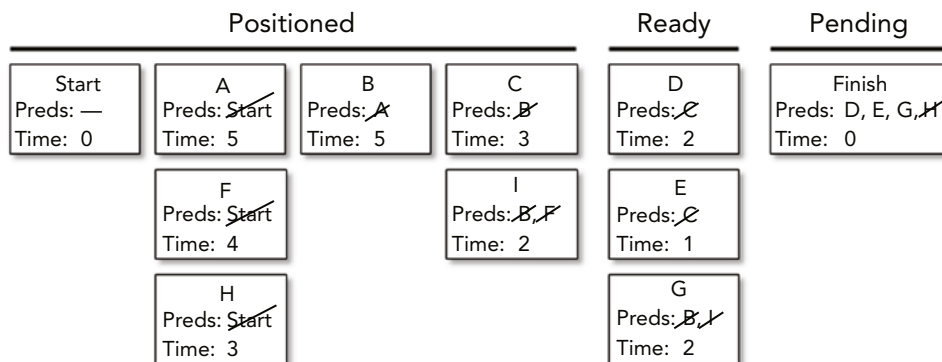 Positioned Ready Pending
Start
Preds: —
Time: 0
A
Preds: Start
Time: 5
B
Preds: A
Time: 5
C
Preds: B
Time: 3
D
Preds: C
Time: 2
Finish
Preds: D, E, G, H
Time: 0
F
Preds: Start
Time: 4
I
Preds: B, F
Time: 2
E
Preds: C
Time: 1
H
Preds: Start
Time: 3
G
Preds: B, I
Time: 2